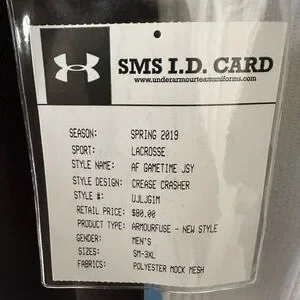 SMS I.D. CARD
www.underarmourteamuniforms.com
SEASON: SPRING 2019
SPORT: LACROSSE
STYLE NAME: AF GAMETIME JSY
STYLE DESIGN: CREASE CRASHER
STYLE #: UJLJG1M
RETAIL PRICE: $80.00
PRODUCT TYPE: ARMOURFUSE - NEW STYLE
GENDER: MEN'S
SIZES: SM-3XL
FABRICS: POLYESTER MOCK MESH